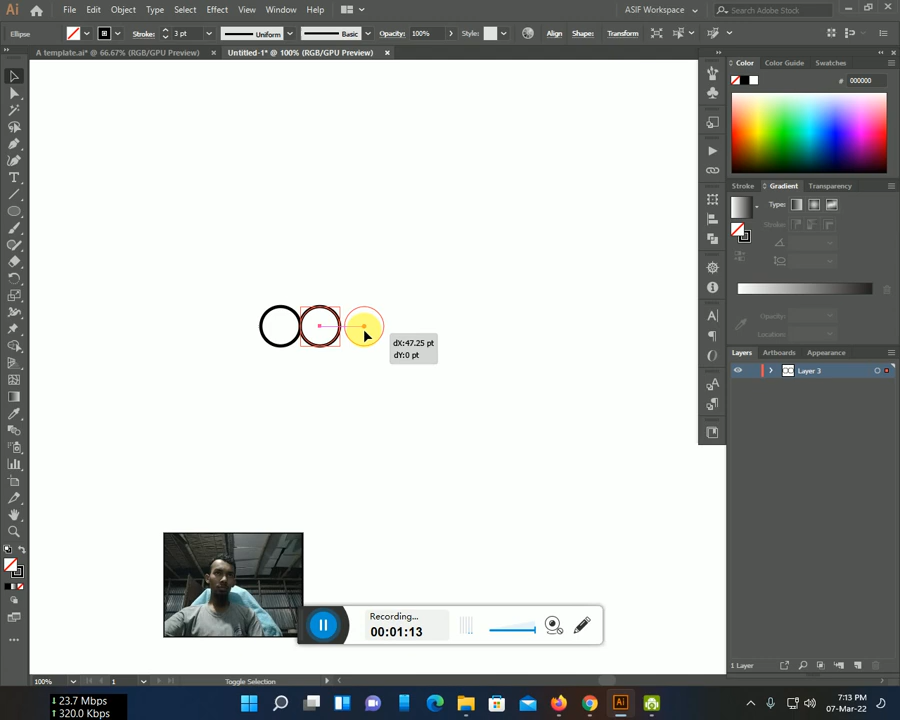 Ai File Edit Object Type Select Effect View Window Help ASIF Workspace Search Adobe Stock
Ellipse Stroke: 3 pt Uniform Basic Opacity: 100% Style: Align Shape: Transform
A template.ai* @ 66.67% (RGB/GPU Preview) × Untitled-1* @ 100% (RGB/GPU Preview) ×
Color Color Guide Swatches
# 000000
Stroke Gradient Transparency
Type:
Stroke:
Opacity:
Location:
dX:47.25 pt
dY:0 pt
Layers Artboards Appearance
Layer 3
Recording...
00:01:13
1 Layer
100% 1 Toggle Selection
23.7 Mbps
320.0 Kbps
Ai
7:13 PM
07-Mar-22